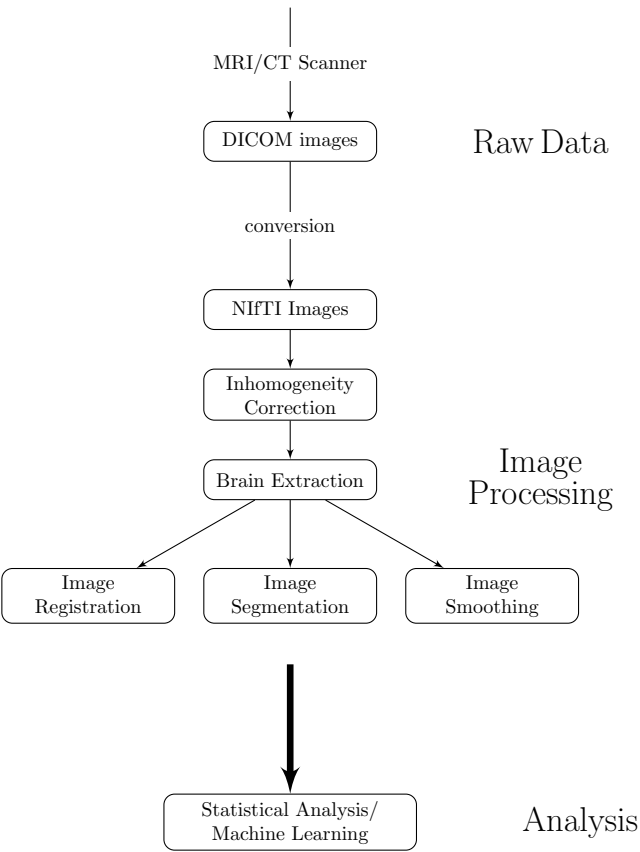 MRI/CT Scanner
DICOM images
Raw Data
conversion
NIfTI Images
Inhomogeneity
Correction
Brain Extraction
Image
Processing
Image
Registration
Image
Segmentation
Image
Smoothing
Statistical Analysis/
Machine Learning
Analysis